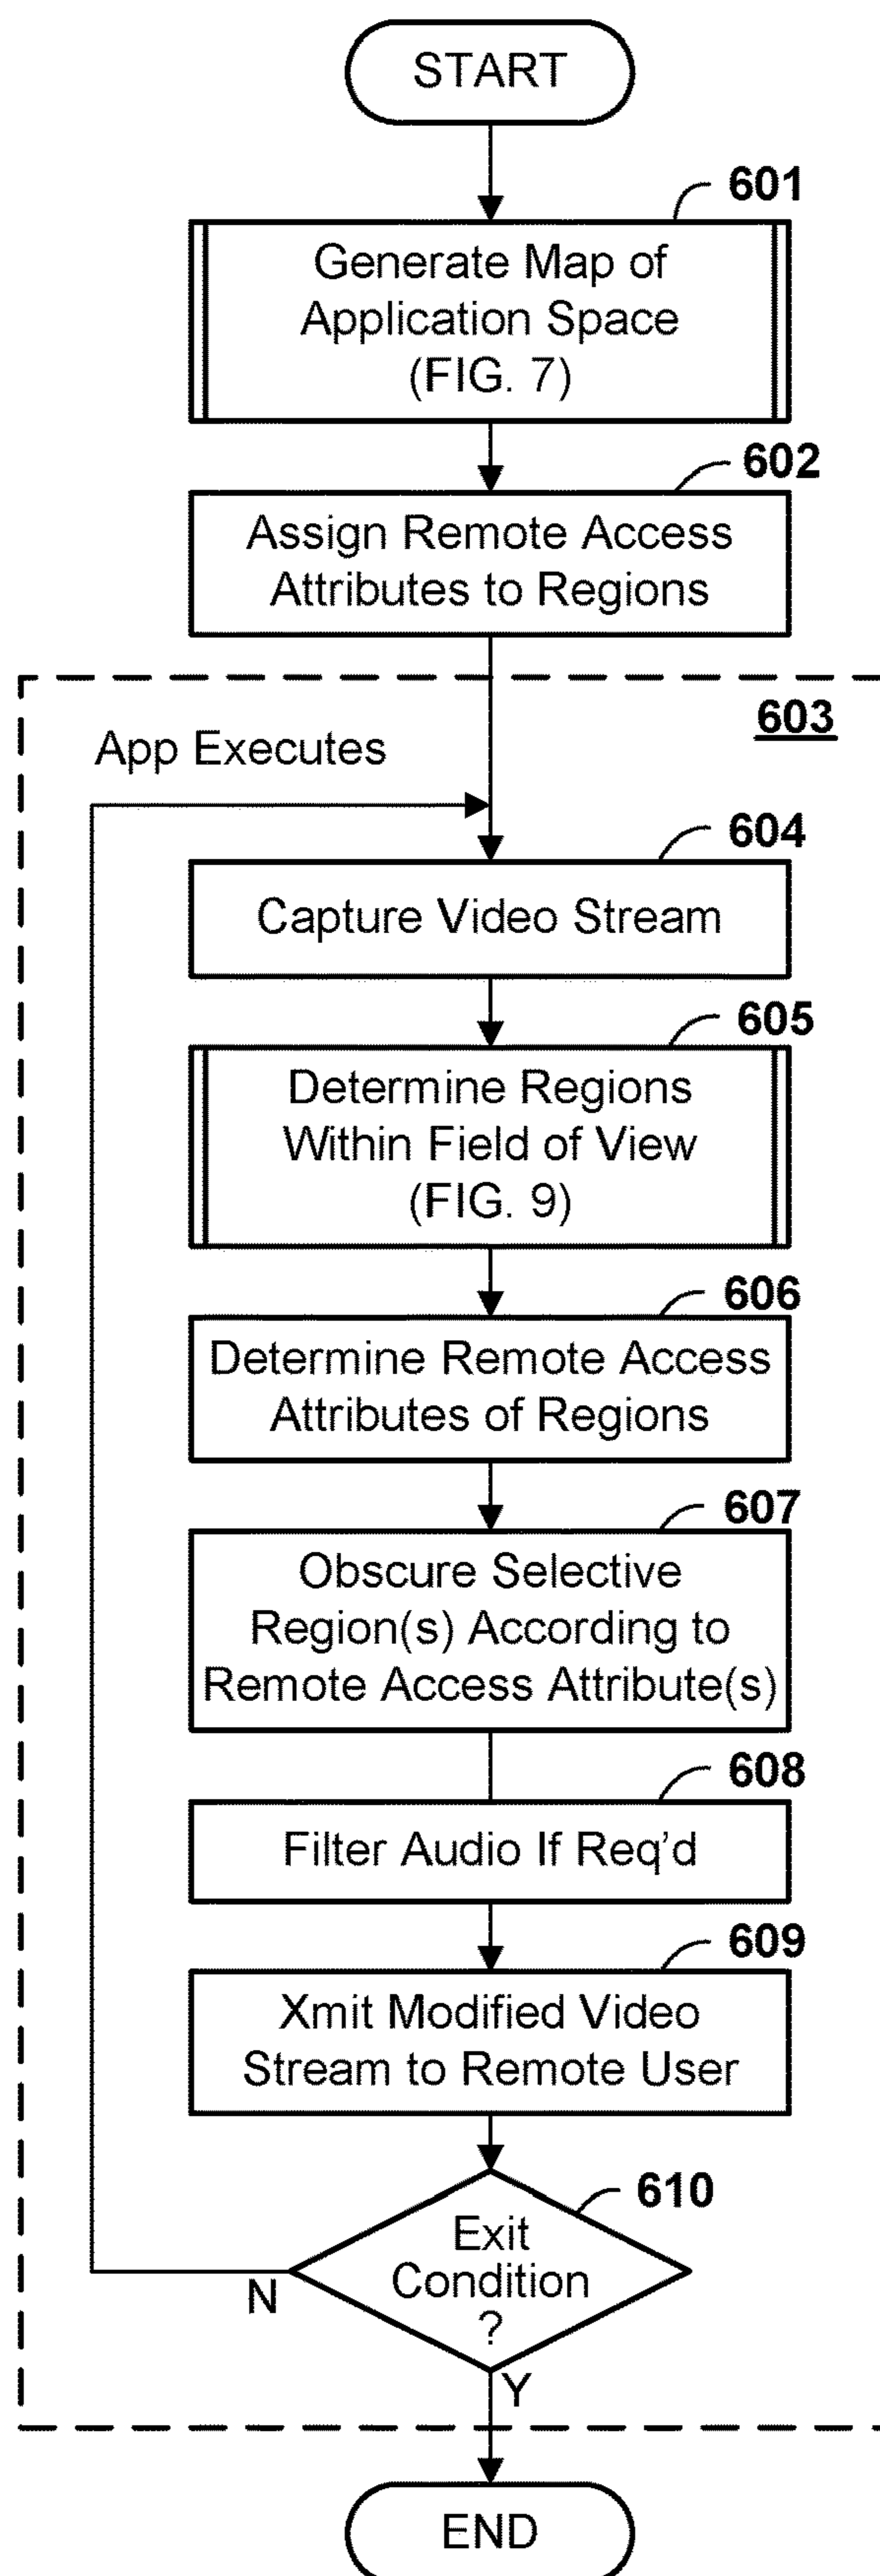 START
601
Generate Map of
Application Space
(FIG. 7)
602
Assign Remote Access
Attributes to Regions
603
App Executes
604
Capture Video Stream
605
Determine Regions
Within Field of View
(FIG. 9)
606
Determine Remote Access
Attributes of Regions
607
Obscure Selective
Region(s) According to
Remote Access Attribute(s)
608
Filter Audio If Req'd
609
Xmit Modified Video
Stream to Remote User
610
Exit
Condition
?
N
Y
END